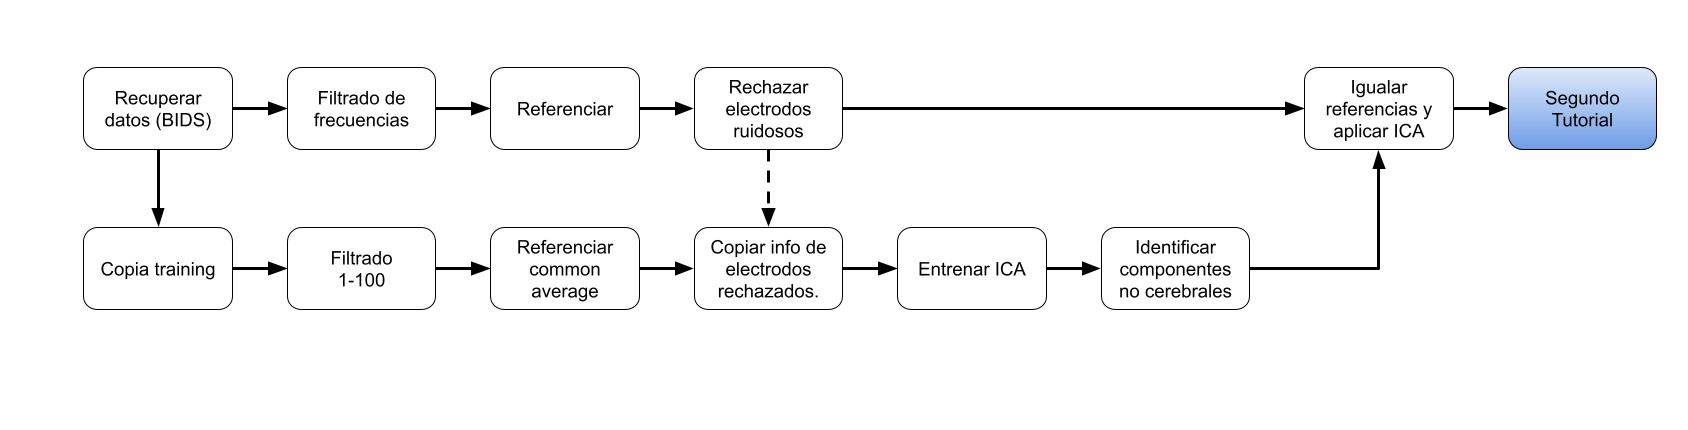 Recuperar
datos (BIDS)
Filtrado de
frecuencias
Referenciar
Rechazar
electrodos
ruidosos
Igualar
referencias y
aplicar ICA
Segundo
Tutorial
Copia training
Filtrado
1-100
Referenciar
common
average
Copiar info de
electrodos
rechazados.
Entrenar ICA
Identificar
componentes
no cerebrales